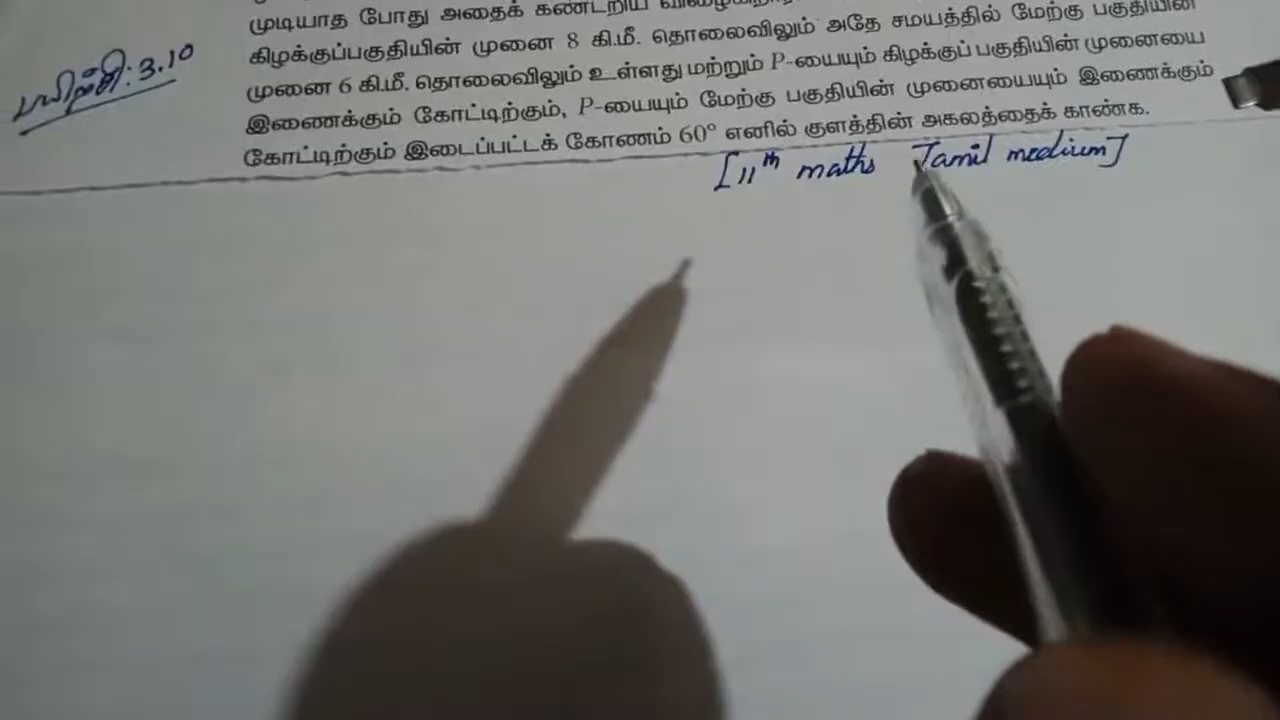 முடியாத போது அதைக் கண்டறிய
கிழக்குப்பகுதியின் முனை 8 கி.மீ. தொலைவிலும் அதே சமயத்தில் மேற்கு பகுதியின்
முனை 6 கி.மீ. தொலைவிலும் உள்ளது மற்றும் P-யையும் கிழக்குப் பகுதியின் முனையை
இணைக்கும் கோட்டிற்கும், P-யையும் மேற்கு பகுதியின் முனையையும் இணைக்கும்
கோட்டிற்கும் இடைப்பட்டக் கோணம் 60° எனில் குளத்தின் அகலத்தைக் காண்க.
பயிற்சி: 3.10
[11th maths Tamil medium]